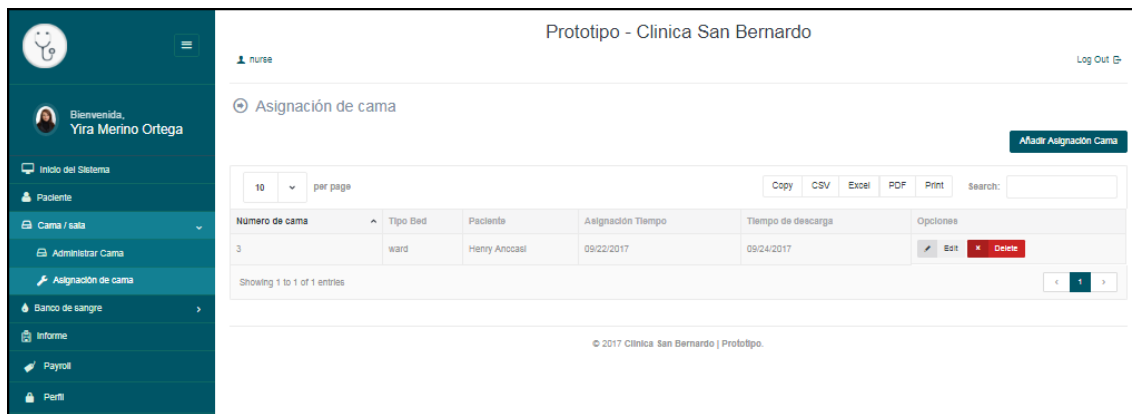 Prototipo - Clinica San Bernardo
nurse
Log Out
Bienvenida,
Yira Merino Ortega
Inicio del Sistema
Paciente
Cama / sala
Administrar Cama
Asignación de cama
Banco de sangre
Informe
Payroll
Perfil
Asignación de cama
Añadir Asignación Cama
10 per page
Copy CSV Excel PDF Print Search:
Número de cama Tipo Bed Paciente Asignación Tiempo Tiempo de descarga Opciones
3 ward Henry Anccasi 09/22/2017 09/24/2017 Edit Delete
Showing 1 to 1 of 1 entries
1
© 2017 Clinica San Bernardo | Prototipo.